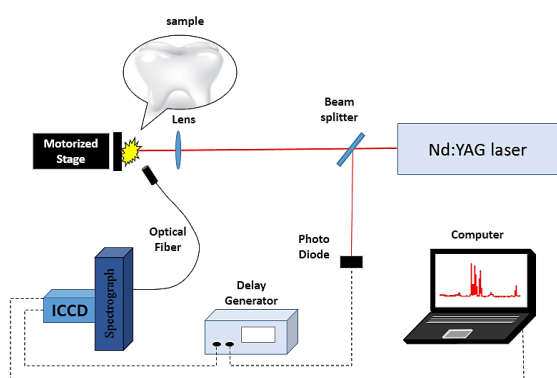 sample
Lens
Beam
splitter
Motorized
Stage
Nd:YAG laser
Optical
Fiber
Photo
Diode
Computer
Delay
Generator
ICCD
Spectrograph